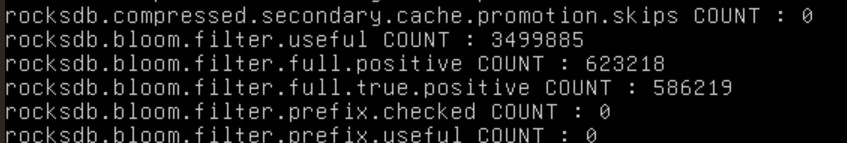 rocksdb.compressed.secondary.cache.promotion.skips COUNT : 0
rocksdb.bloom.filter.useful COUNT : 3499885
rocksdb.bloom.filter.full.positive COUNT : 623218
rocksdb.bloom.filter.full.true.positive COUNT : 586219
rocksdb.bloom.filter.prefix.checked COUNT : 0
rocksdb.bloom.filter.prefix.useful COUNT : 0